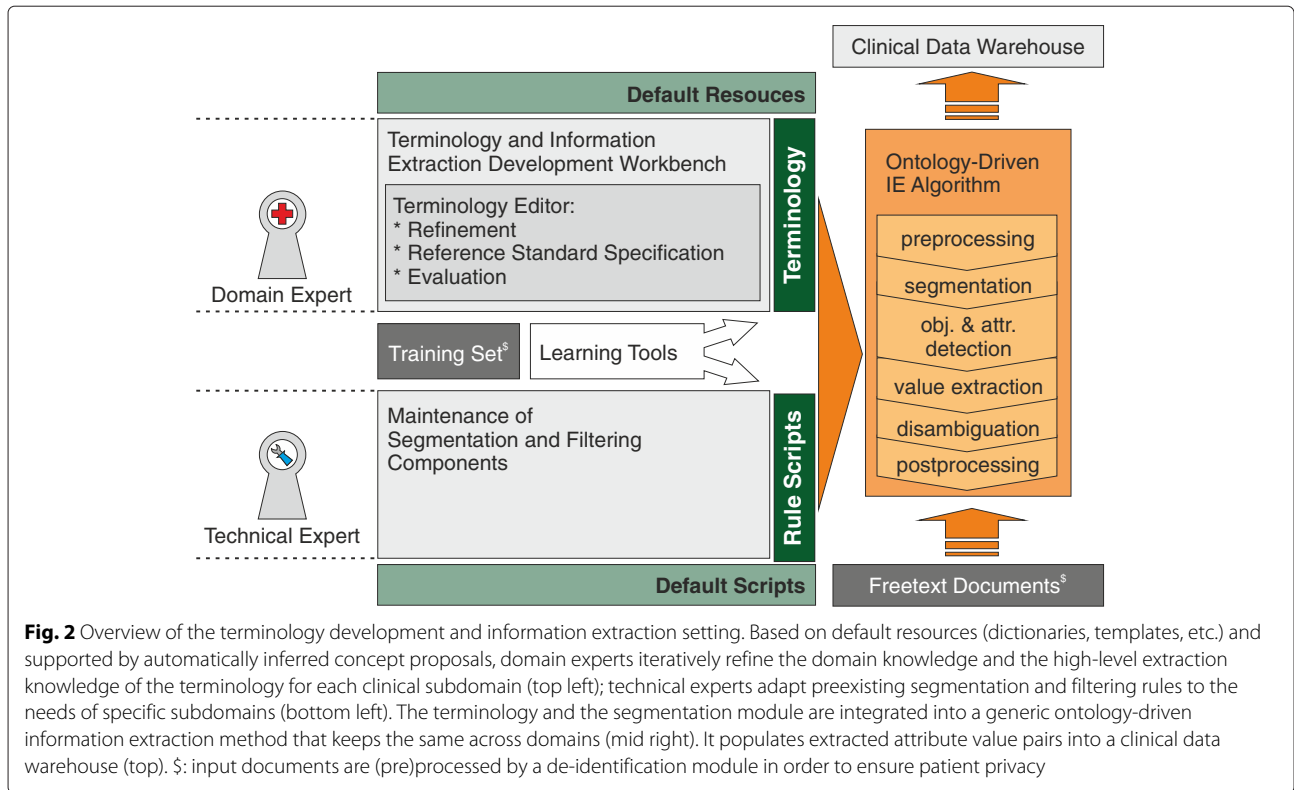 Clinical Data Warehouse
Default Resouces
Terminology and Information
Extraction Development Workbench
Terminology Editor:
* Refinement
* Reference Standard Specification
* Evaluation
Terminology
Domain Expert
Training Set$
Learning Tools
Maintenance of
Segmentation and Filtering
Components
Rule Scripts
Technical Expert
Default Scripts
Ontology-Driven
IE Algorithm
preprocessing
segmentation
obj. & attr.
detection
value extraction
disambiguation
postprocessing
Freetext Documents$
Fig. 2 Overview of the terminology development and information extraction setting. Based on default resources (dictionaries, templates, etc.) and
supported by automatically inferred concept proposals, domain experts iteratively refine the domain knowledge and the high-level extraction
knowledge of the terminology for each clinical subdomain (top left); technical experts adapt preexisting segmentation and filtering rules to the
needs of specific subdomains (bottom left). The terminology and the segmentation module are integrated into a generic ontology-driven
information extraction method that keeps the same across domains (mid right). It populates extracted attribute value pairs into a clinical data
warehouse (top). $: input documents are (pre)processed by a de-identification module in order to ensure patient privacy